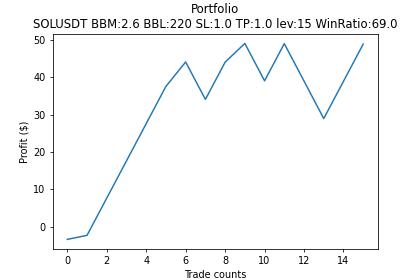 Portfolio
SOLUSDT BBM:2.6 BBL:220 SL:1.0 TP:1.0 lev:15 WinRatio:69.0
50
40
30
20
10
0
Profit ($)
0 2 4 6 8 10 12 14
Trade counts